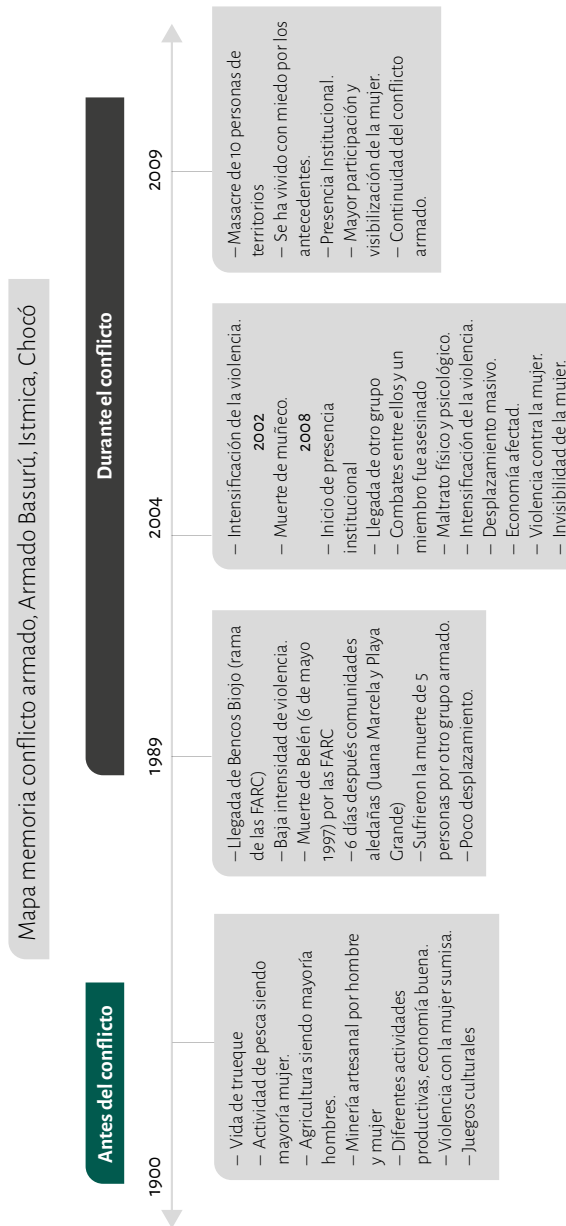 Mapa memoria conflicto armado, Armado Basurú, Istmica, Chocó
Antes del conflicto
Durante el conflicto
1900
1989
2004
2009
– Vida de trueque
– Actividad de pesca siendo
mayoría mujer.
– Agricultura siendo mayoría
hombres.
– Minería artesanal por hombre
y mujer
– Diferentes actividades
productivas, economía buena.
– Violencia con la mujer sumisa.
– Juegos culturales
– Llegada de Bencos Biojo (rama
de las FARC)
– Baja intensidad de violencia.
– Muerte de Belén (6 de mayo
1997) por las FARC
– 6 días después comunidades
aledañas (Juana Marcela y Playa
Grande)
– Sufrieron la muerte de 5
personas por otro grupo armado.
– Poco desplazamiento.
– Intensificación de la violencia.
2002
– Muerte de muñeco.
2008
– Inicio de presencia
institucional
– Llegada de otro grupo
– Combates entre ellos y un
miembro fue asesinado
– Maltrato físico y psicológico.
– Intensificación de la violencia.
– Desplazamiento masivo.
– Economía afectad.
– Violencia contra la mujer.
– Invisibilidad de la mujer.
– Masacre de 10 personas de
territorios
– Se ha vivido con miedo por los
antecedentes.
– Presencia Institucional.
– Mayor participación y
visibilización de la mujer.
– Continuidad del conflicto
armado.